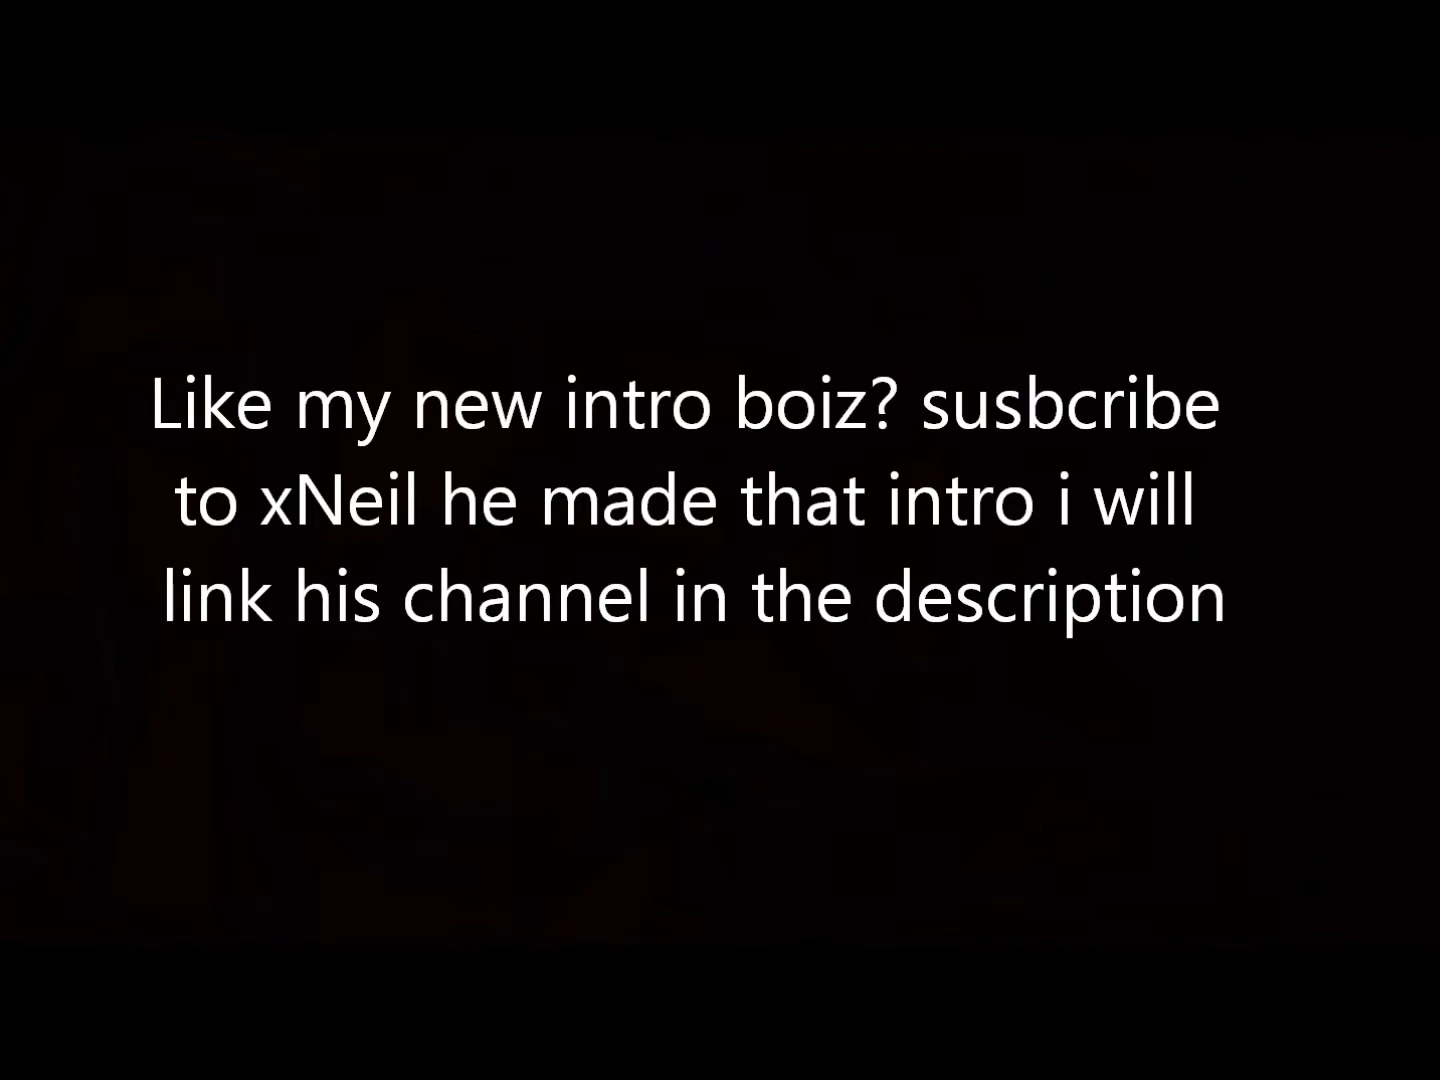 Like my new intro boiz? susbcribe
to xNeil he made that intro i will
link his channel in the description